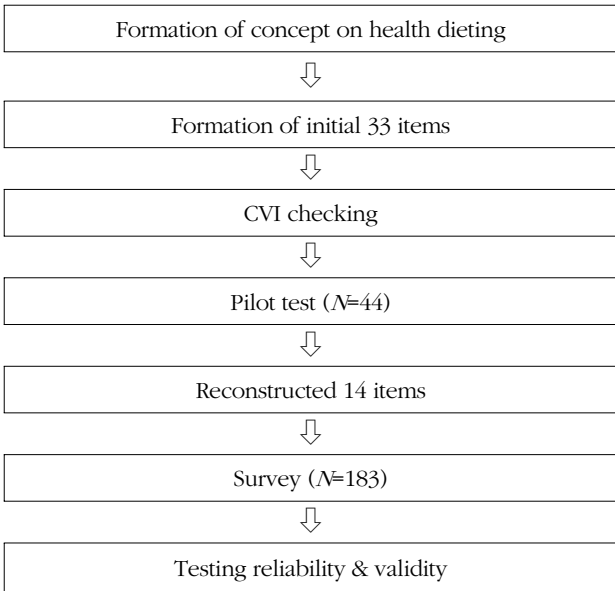 Formation of concept on health dieting
Formation of initial 33 items
CVI checking
Pilot test (N=44)
Reconstructed 14 items
Survey (N=183)
Testing reliability & validity